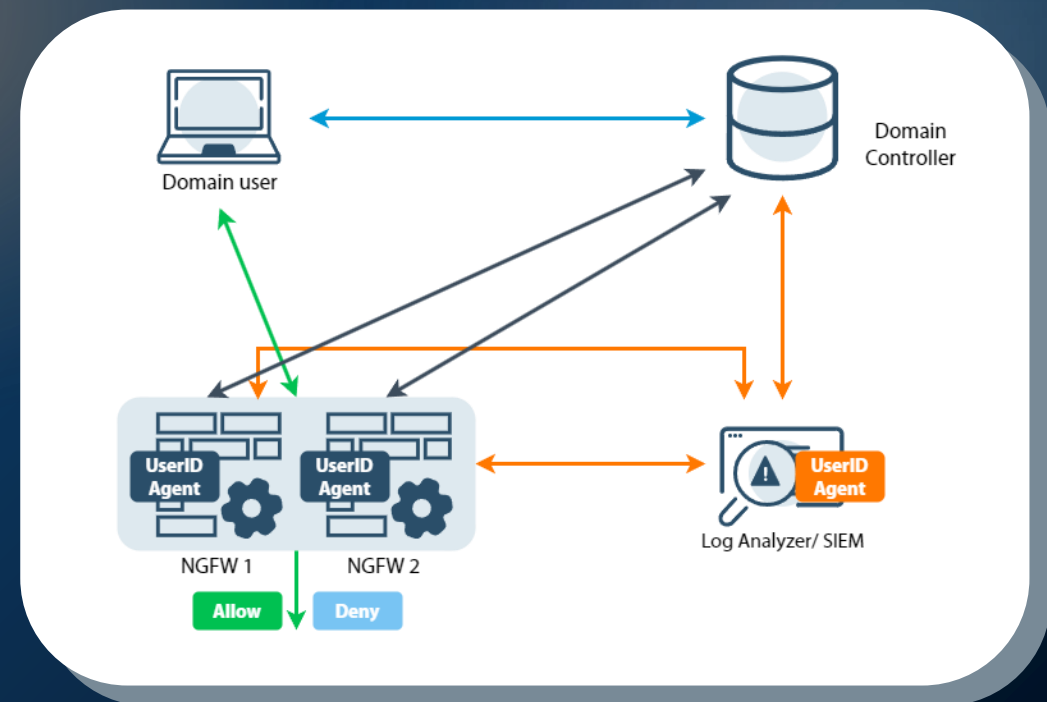 Domain user
Domain
Controller
UserID
Agent
UserID
Agent
UserID
Agent
NGFW 1
NGFW 2
Log Analyzer/ SIEM
Allow
Deny